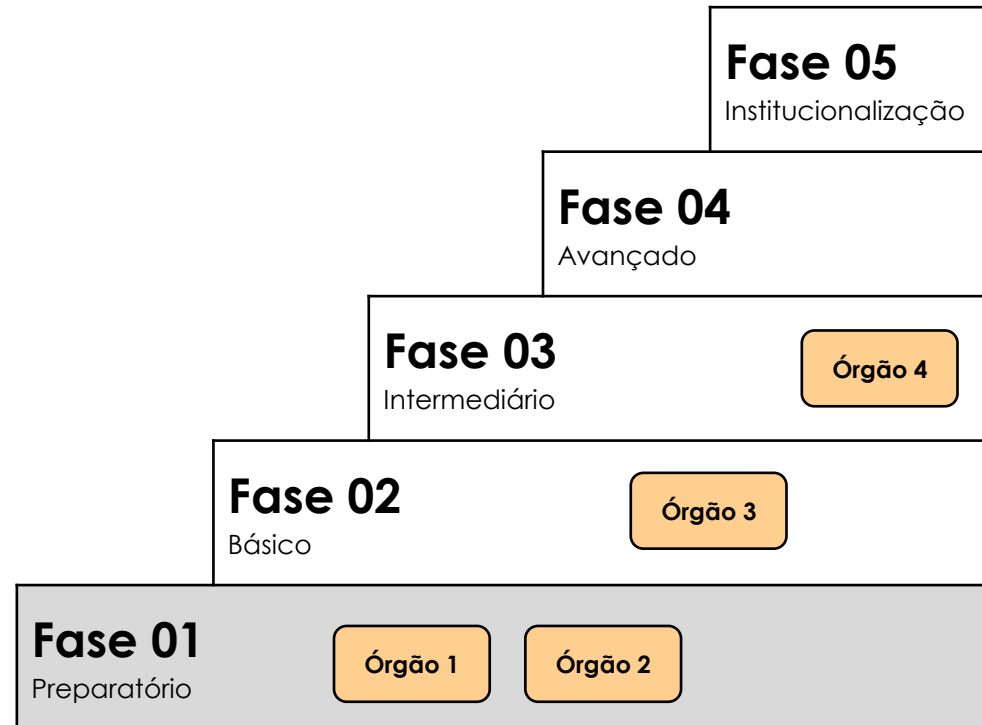 Fase 05
Institucionalização
Fase 04
Avançado
Fase 03
Intermediário
Órgão 4
Fase 02
Básico
Órgão 3
Fase 01
Preparatório
Órgão 1
Órgão 2